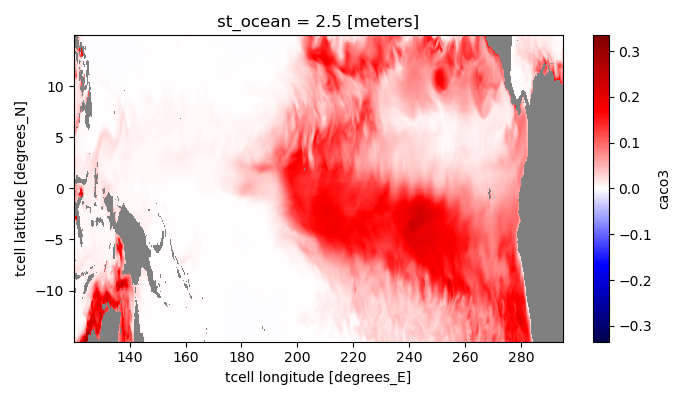 st_ocean = 2.5 [meters]
10
5
0
−5
−10
tcell latitude [degrees_N]
140 160 180 200 220 240 260 280
tcell longitude [degrees_E]
0.3
0.2
0.1
0.0
−0.1
−0.2
−0.3
caco3